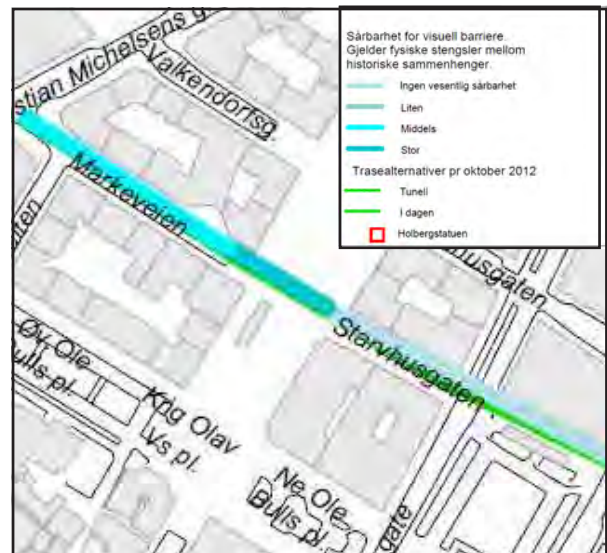 Sårbarhet for visuell barriere.
Gjelder fysiske stengsler mellom
historiske sammenhenger.
Ingen vesentlig sårbarhet
Liten
Middels
Stor
Trasealternativer pr oktober 2012
Tunell
I dagen
Holbergstatuen
stian Michelsens g.
Valkendorfsg.
Markeveien
aten
husgaten
Starvhusgaten
Øv Ole
Bulls pl.
Krig Olav
Vs pl.
Ne Ole
Bulls pl.
gate